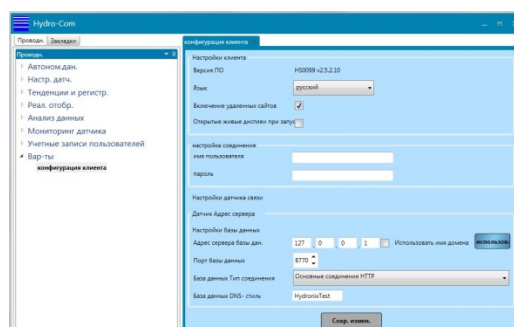 Hydro-Com
Проводн. Закладки
Проводн.
Автоном.дан.
Настр. датч.
Тенденции и регистр.
Реал. отобр.
Анализ данных
Мониторинг датчика
Учетные записи пользователей
Вар-ты
конфигурация клиента
конфигурация клиента
Настройки клиента
Версия ПО HS0099 v2.5.2.10
Язык русский
Включение удаленных сайтов
Открытые живые дисплеи при запу
настройка соединения
имя пользователя
пароль
Настройки датчика связи
Датчик Адрес сервера
Настройки базы данных
Адрес сервера базы дан. 127 . 0 . 0 . 1 Использовать имя домена использов.
Порт базы данных 8770
База данных Тип соединения Основные соединения HTTP
База данных DNS- стиль HydronixTest
Сохр. измен.